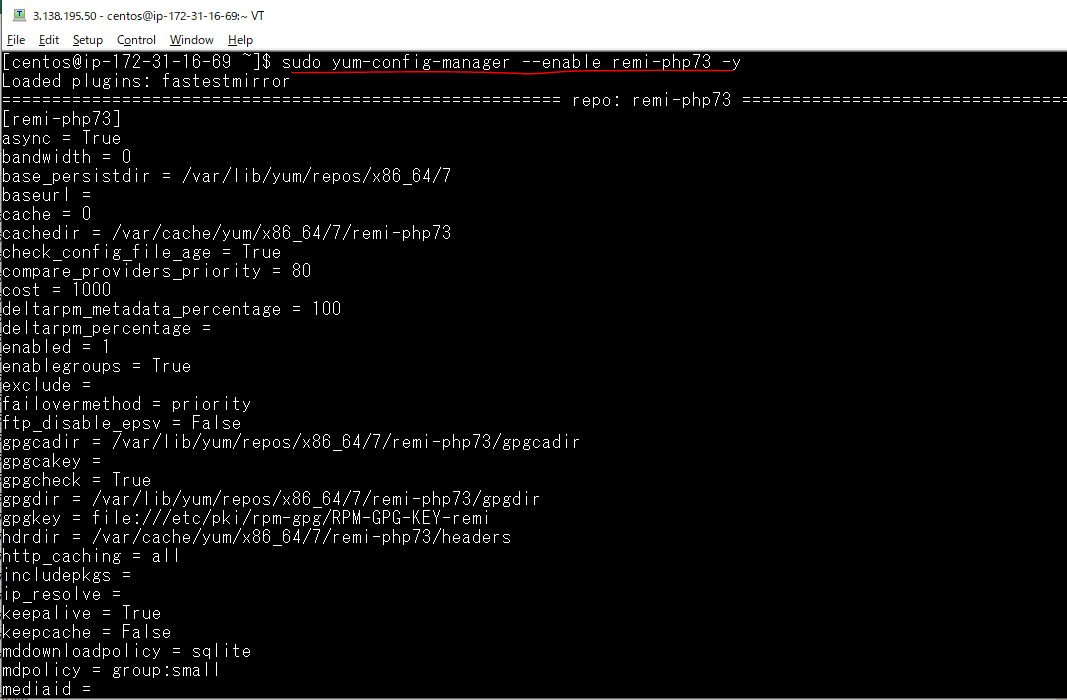 3.138.195.50 - centos@ip-172-31-16-69:~ VT
File Edit Setup Control Window Help
[centos@ip-172-31-16-69 ~]$ sudo yum-config-manager --enable remi-php73 -y
Loaded plugins: fastestmirror
======================================================== repo: remi-php73 =================================
[remi-php73]
async = True
bandwidth = 0
base_persistdir = /var/lib/yum/repos/x86_64/7
baseurl =
cache = 0
cachedir = /var/cache/yum/x86_64/7/remi-php73
check_config_file_age = True
compare_providers_priority = 80
cost = 1000
deltarpm_metadata_percentage = 100
deltarpm_percentage =
enabled = 1
enablegroups = True
exclude =
failovermethod = priority
ftp_disable_epsv = False
gpgcadir = /var/lib/yum/repos/x86_64/7/remi-php73/gpgcadir
gpgcakey =
gpgcheck = True
gpgdir = /var/lib/yum/repos/x86_64/7/remi-php73/gpgdir
gpgkey = file:///etc/pki/rpm-gpg/RPM-GPG-KEY-remi
hdrdir = /var/cache/yum/x86_64/7/remi-php73/headers
http_caching = all
includepkgs =
ip_resolve =
keepalive = True
keepcache = False
mddownloadpolicy = sqlite
mdpolicy = group:small
mediaid =